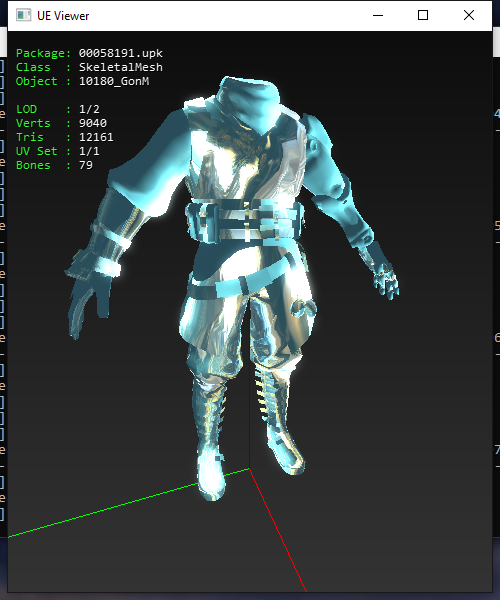 UE Viewer
Package: 00058191.upk
Class : SkeletalMesh
Object : 10180_GonM
LOD : 1/2
Verts : 9040
Tris : 12161
UV Set : 1/1
Bones : 79